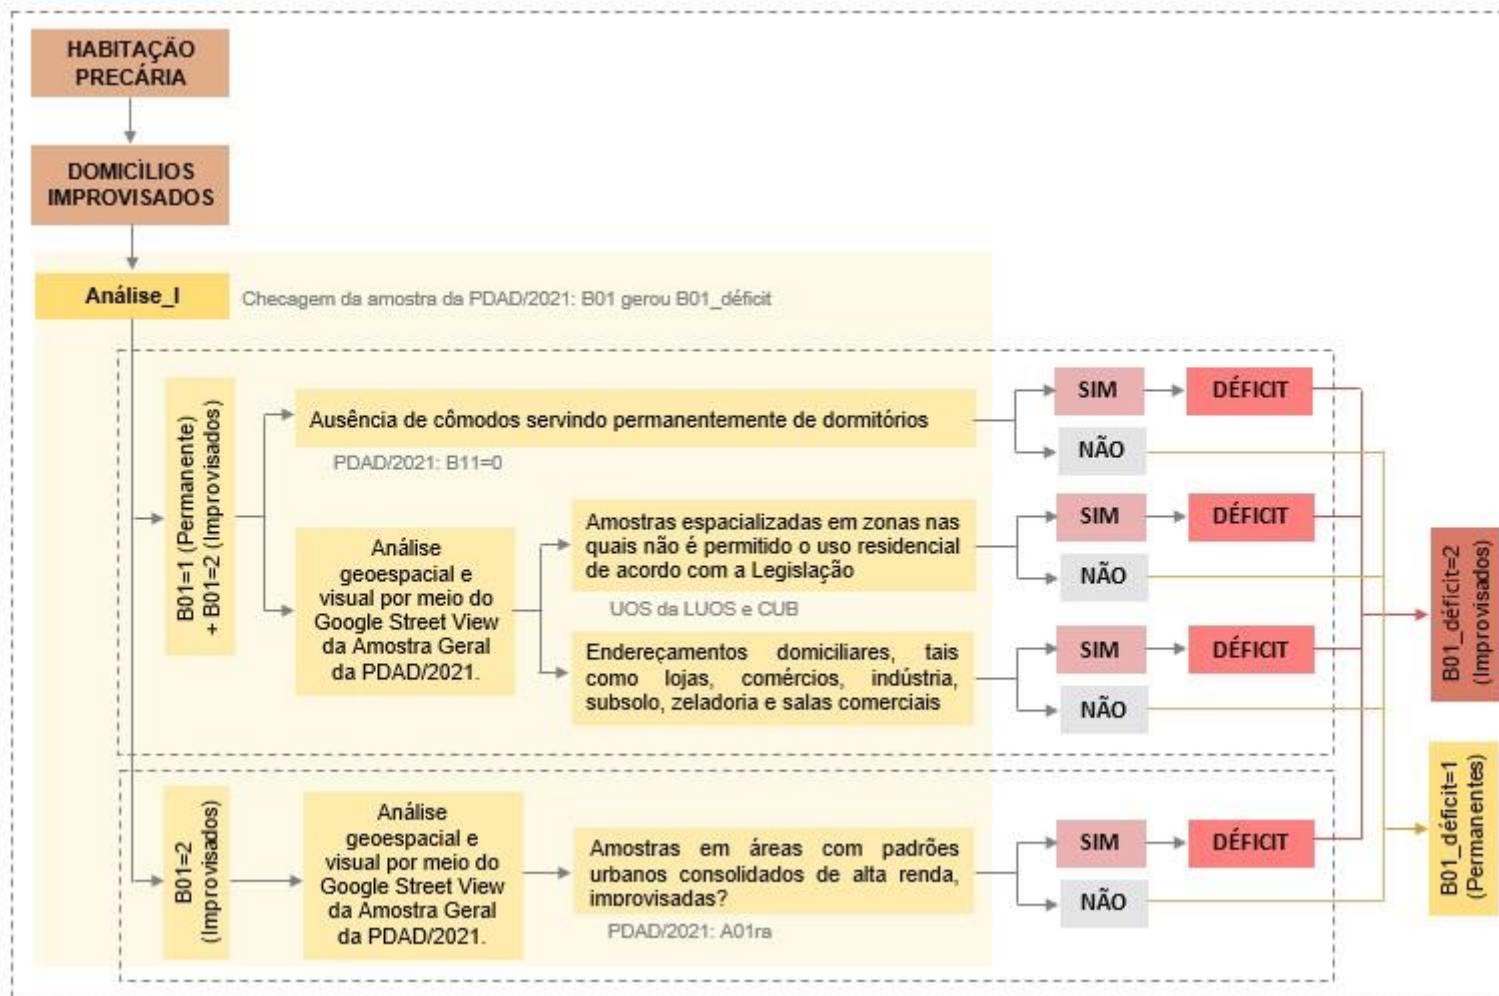 HABITAÇÃO
PRECÁRIA
DOMICÍLIOS
IMPROVISADOS
Análise_I
Checagem da amostra da PDAD/2021: B01 gerou B01_déficit
B01=1 (Permanente)
+ B01=2 (Improvisados)
Ausência de cômodos servindo permanentemente de dormitórios
PDAD/2021: B11=0
SIM
DÉFICIT
NÃO
Análise
geoespacial e
visual por meio do
Google Street View
da Amostra Geral
da PDAD/2021.
Amostras espacializadas em zonas nas
quais não é permitido o uso residencial
de acordo com a Legislação
UOS da LUOS e CUB
SIM
DÉFICIT
NÃO
Endereçamentos domiciliares, tais
como lojas, comércios, indústria,
subsolo, zeladoria e salas comerciais
SIM
DÉFICIT
NÃO
B01=2
(Improvisados)
Análise
geoespacial e
visual por meio do
Google Street View
da Amostra Geral
da PDAD/2021.
Amostras em áreas com padrões
urbanos consolidados de alta renda,
improvisadas?
PDAD/2021: A01ra
SIM
DÉFICIT
NÃO
B01_déficit=2
(Improvisados)
B01_déficit=1
(Permanentes)